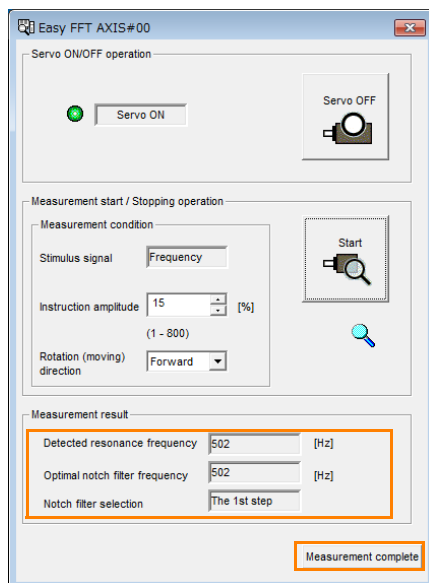 Easy FFT AXIS#00
Servo ON/OFF operation
Servo ON
Servo OFF
Measurement start / Stopping operation
Measurement condition
Stimulus signal
Frequency
Start
Instruction amplitude
15
[%]
(1 - 800)
Rotation (moving)
direction
Forward
Measurement result
Detected resonance frequency
502
[Hz]
Optimal notch filter frequency
502
[Hz]
Notch filter selection
The 1st step
Measurement complete